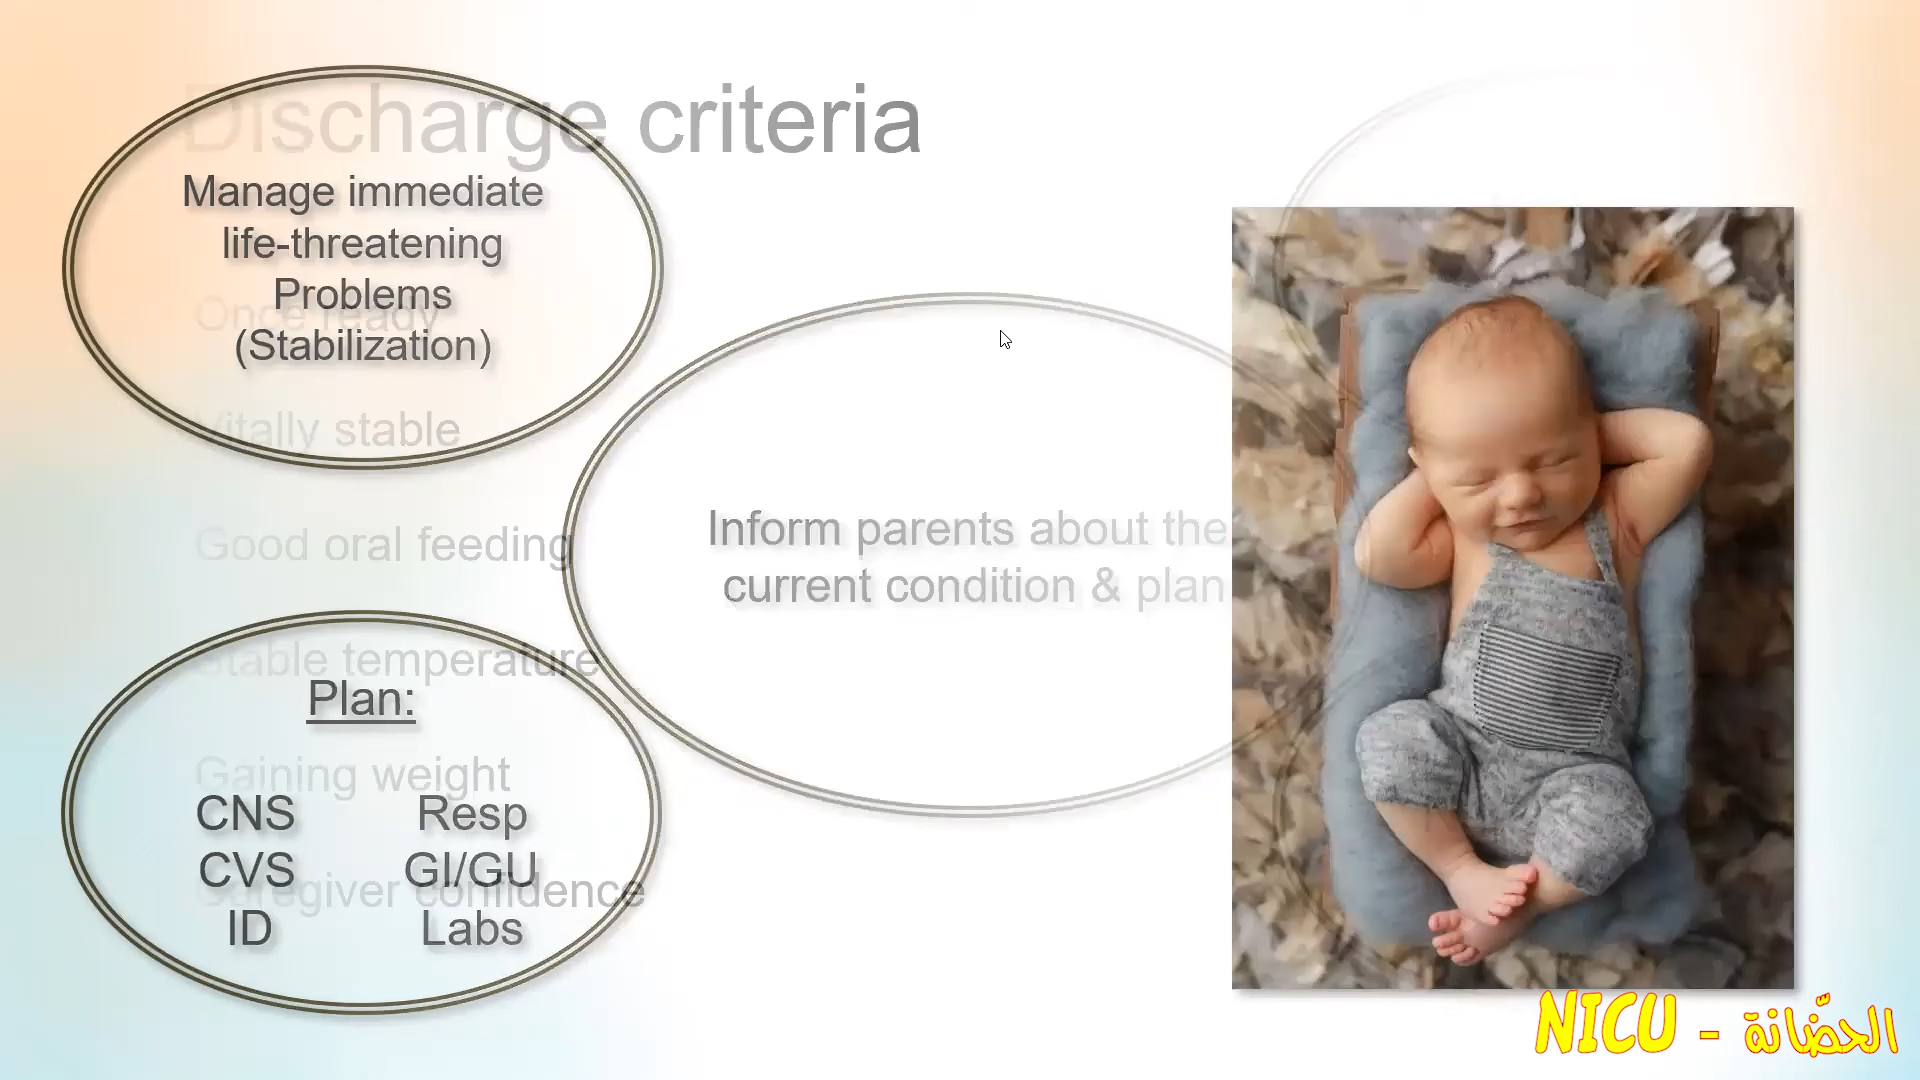 Discharge criteria
Manage immediate
life-threatening
Problems
(Stabilization)
Once ready
Vitally stable
Good oral feeding
Inform parents about the
current condition & plan
Stable temperature
Plan:
Gaining weight
CNS Resp
CVS GI/GU
Caregiver confidence
ID Labs
NICU - الحضّانة